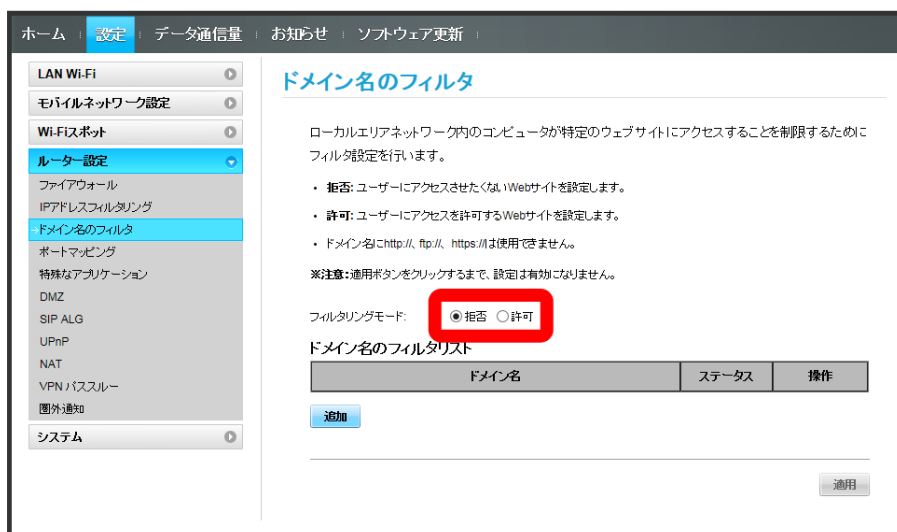 ホーム 設定 データ通信量 お知らせ ソフトウェア更新
LAN Wi-Fi
モバイルネットワーク設定
Wi-Fiスポット
ルーター設定
ファイアウォール
IPアドレスフィルタリング
ドメイン名のフィルタ
ポートマッピング
特殊なアプリケーション
DMZ
SIP ALG
UPnP
NAT
VPN パススルー
圏外通知
システム
ドメイン名のフィルタ
ローカルエリアネットワーク内のコンピュータが特定のウェブサイトにアクセスすることを制限するために
フィルタ設定を行います。
・ 拒否: ユーザーにアクセスさせたくないWebサイトを設定します。
・ 許可: ユーザーにアクセスを許可するWebサイトを設定します。
・ ドメイン名にhttp://、ftp://、https://は使用できません。
※注意:適用ボタンをクリックするまで、設定は有効になりません。
フィルタリングモード: 拒否 許可
ドメイン名のフィルタリスト
ドメイン名 ステータス 操作
追加
適用